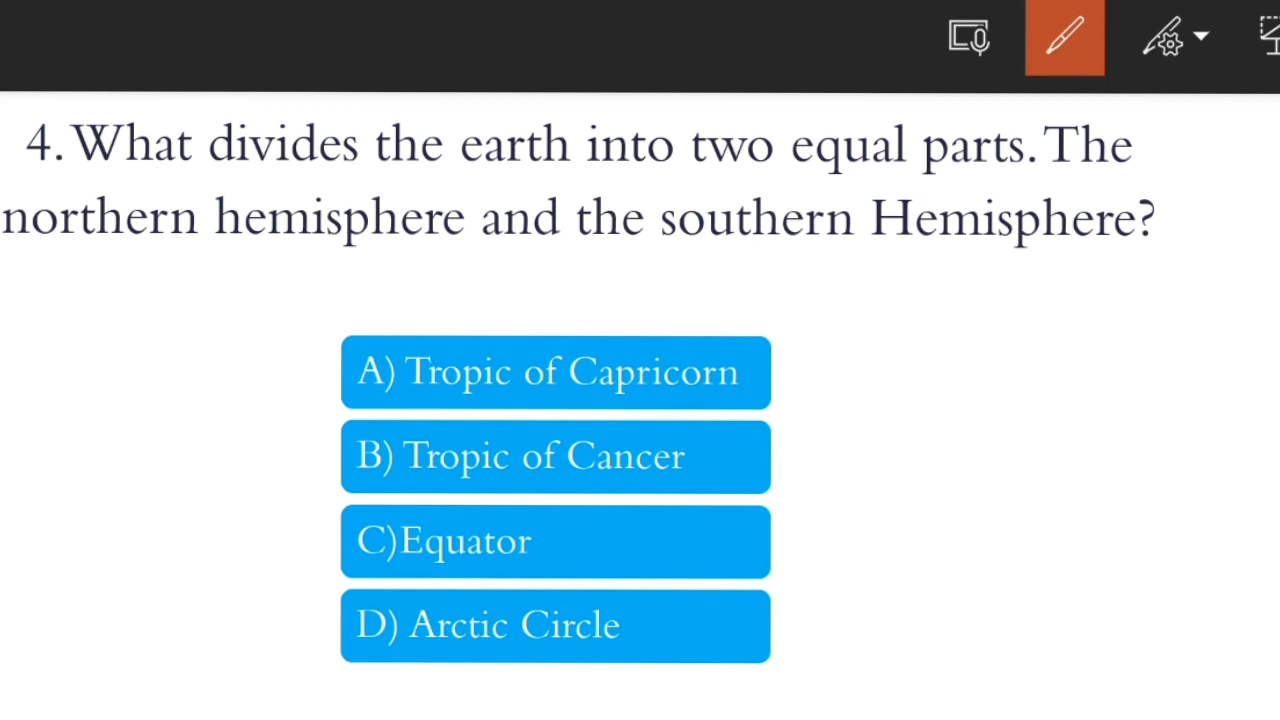 4. What divides the earth into two equal parts. The
northern hemisphere and the southern Hemisphere?
A) Tropic of Capricorn
B) Tropic of Cancer
C)Equator
D) Arctic Circle